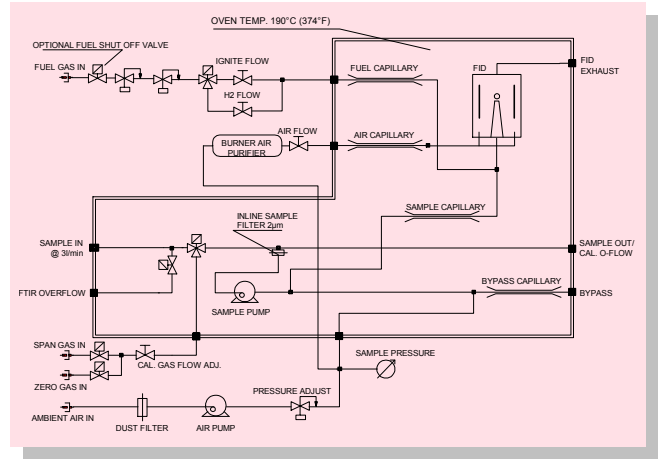 OVEN TEMP. 190°C (374°F)
OPTIONAL FUEL SHUT OFF VALVE
FUEL GAS IN
IGNITE FLOW
H2 FLOW
FUEL CAPILLARY
FID
FID
EXHAUST
BURNER AIR
PURIFIER
AIR FLOW
AIR CAPILLARY
SAMPLE CAPILLARY
INLINE SAMPLE
FILTER 2µm
SAMPLE IN
@ 3l/min
SAMPLE OUT/
CAL. O-FLOW
FTIR OVERFLOW
SAMPLE PUMP
BYPASS CAPILLARY
BYPASS
SPAN GAS IN
CAL. GAS FLOW ADJ.
SAMPLE PRESSURE
ZERO GAS IN
PRESSURE ADJUST
AMBIENT AIR IN
DUST FILTER
AIR PUMP